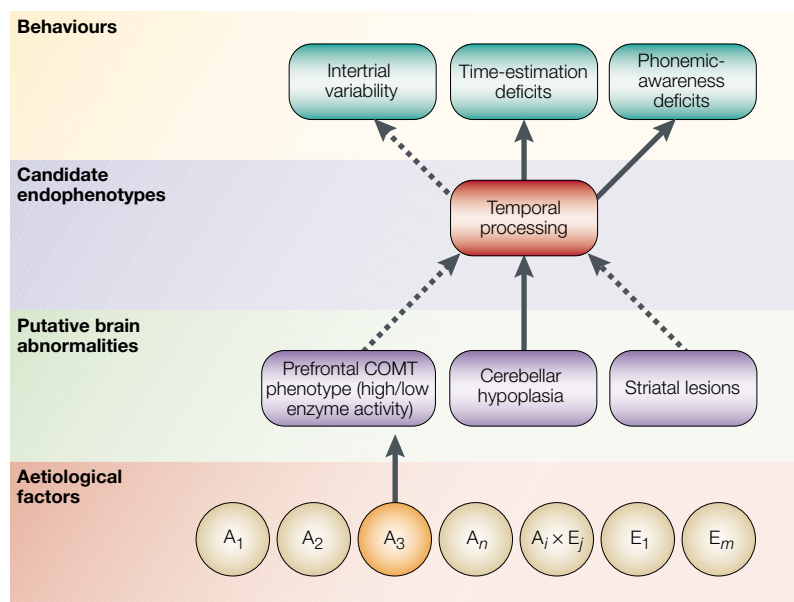 Behaviours
Intertrial
variability
Time-estimation
deficits
Phonemic-
awareness
deficits
Candidate
endophenotypes
Temporal
processing
Putative brain
abnormalities
Prefrontal COMT
phenotype (high/low
enzyme activity)
Cerebellar
hypoplasia
Striatal lesions
Aetiological
factors
A₁
A₂
A₃
Aₙ
Aᵢ × Eⱼ
E₁
Eₘ